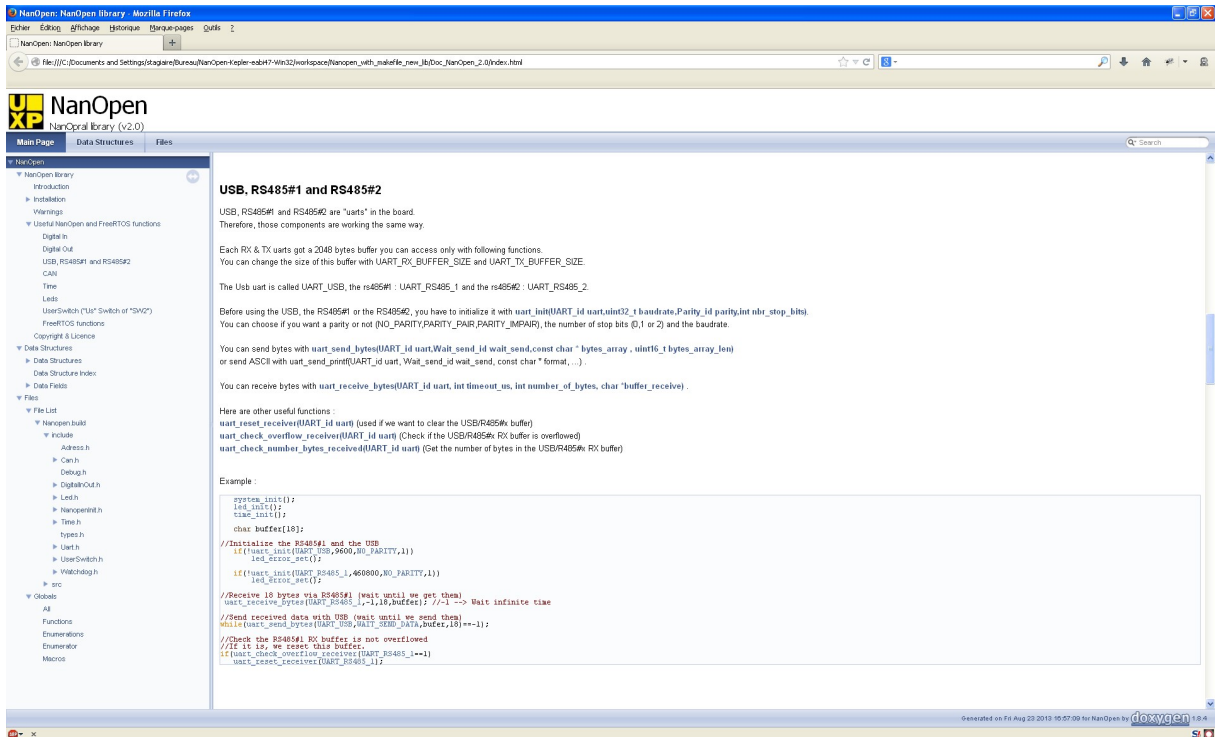 NanOpen: NanOpen library - Mozilla Firefox
Fichier Édition Affichage Historique Marque-pages Outils ?
NanOpen: NanOpen library
file:///C:/Documents and Settings/stagiaire/Bureau/NanOpen-Kepler-eabi47-Win32/workspace/Nanopen_with_makefile_new_lib/Doc_NanOpen_2.0/index.html
UXP
NanOpen
NanOpral library (v2.0)
Main Page Data Structures Files
Search
NanOpen
NanOpen library
Introduction
Installation
Warnings
Useful NanOpen and FreeRTOS functions
Digital In
Digital Out
USB, RS485#1 and RS485#2
CAN
Time
Leds
UserSwitch ("Us" Switch of "SW2")
FreeRTOS functions
Copyright & Licence
Data Structures
Data Structures
Data Structure Index
Data Fields
Files
File List
Nanopen.build
include
Adress.h
Can.h
Debug.h
DigitalInOut.h
Led.h
NanopenInit.h
Time.h
types.h
Uart.h
UserSwitch.h
Watchdog.h
src
Globals
All
Functions
Enumerations
Enumerator
Macros
USB, RS485#1 and RS485#2
USB, RS485#1 and RS485#2 are "uarts" in the board.
Therefore, those components are working the same way.
Each RX & TX uarts got a 2048 bytes buffer you can access only with following functions.
You can change the size of this buffer with UART_RX_BUFFER_SIZE and UART_TX_BUFFER_SIZE.
The Usb uart is called UART_USB, the rs485#1 : UART_RS485_1 and the rs485#2 : UART_RS485_2.
Before using the USB, the RS485#1 or the RS485#2, you have to initialize it with uart_init(UART_id uart,uint32_t baudrate,Parity_id parity,int nbr_stop_bits).
You can choose if you want a parity or not (NO_PARITY,PARITY_PAIR,PARITY_IMPAIR), the number of stop bits (0,1 or 2) and the baudrate.
You can send bytes with uart_send_bytes(UART_id uart,Wait_send_id wait_send,const char * bytes_array , uint16_t bytes_array_len)
or send ASCII with uart_send_printf(UART_id uart, Wait_send_id wait_send, const char * format, ...) .
You can receive bytes with uart_receive_bytes(UART_id uart, int timeout_us, int number_of_bytes, char *buffer_receive) .
Here are other useful functions :
uart_reset_receiver(UART_id uart) (used if we want to clear the USB/R485#x buffer)
uart_check_overflow_receiver(UART_id uart) (Check if the USB/R485#x RX buffer is overflowed)
uart_check_number_bytes_received(UART_id uart) (Get the number of bytes in the USB/R485#x RX buffer)
Example :
system_init();
led_init();
time_init();
char buffer[18];
//Initialize the RS485#1 and the USB
if(!uart_init(UART_USB,9600,NO_PARITY,1))
led_error_set();
if(!uart_init(UART_RS485_1,460800,NO_PARITY,1))
led_error_set();
//Receive 18 bytes via RS485#1 (wait until we get them)
uart_receive_bytes(UART_RS485_1,-1,18,buffer); //-1 --> Wait infinite time
//Send received data with USB (wait until we send them)
while(uart_send_bytes(UART_USB,WAIT_SEND_DATA,bufer,18)==-1);
//Check the RS485#1 RX buffer is not overflowed
//If it is, we reset this buffer.
if(uart_check_overflow_receiver(UART_RS485_1==1)
uart_reset_receiver(UART_RS485_1);
Generated on Fri Aug 23 2013 16:57:09 for NanOpen by doxygen 1.8.4